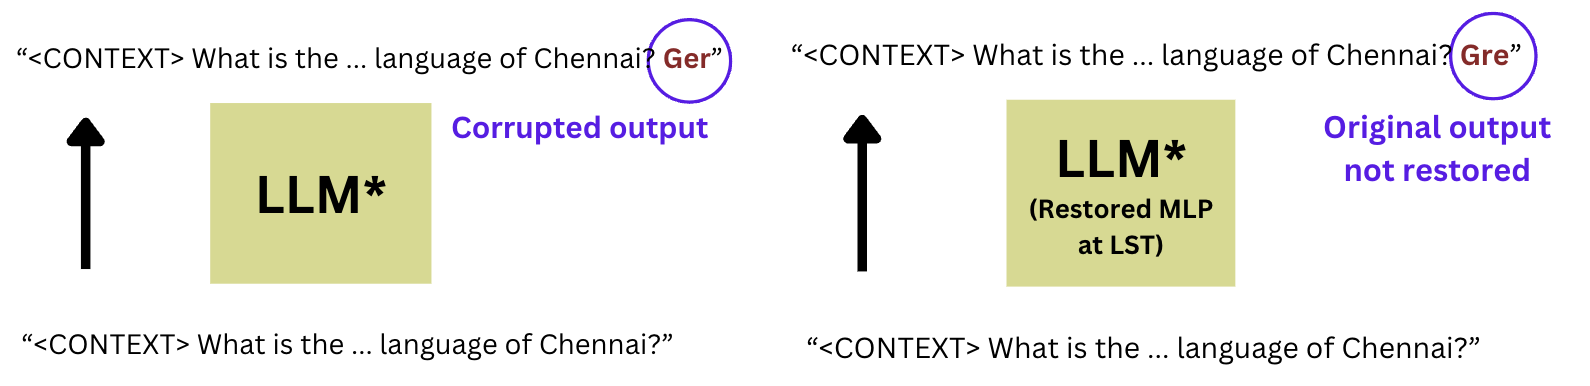 “<CONTEXT> What is the ... language of Chennai? Ger”
Corrupted output
LLM*
“<CONTEXT> What is the ... language of Chennai?”
“<CONTEXT> What is the ... language of Chennai? Gre”
Original output
not restored
LLM*
(Restored MLP
at LST)
“<CONTEXT> What is the ... language of Chennai?”